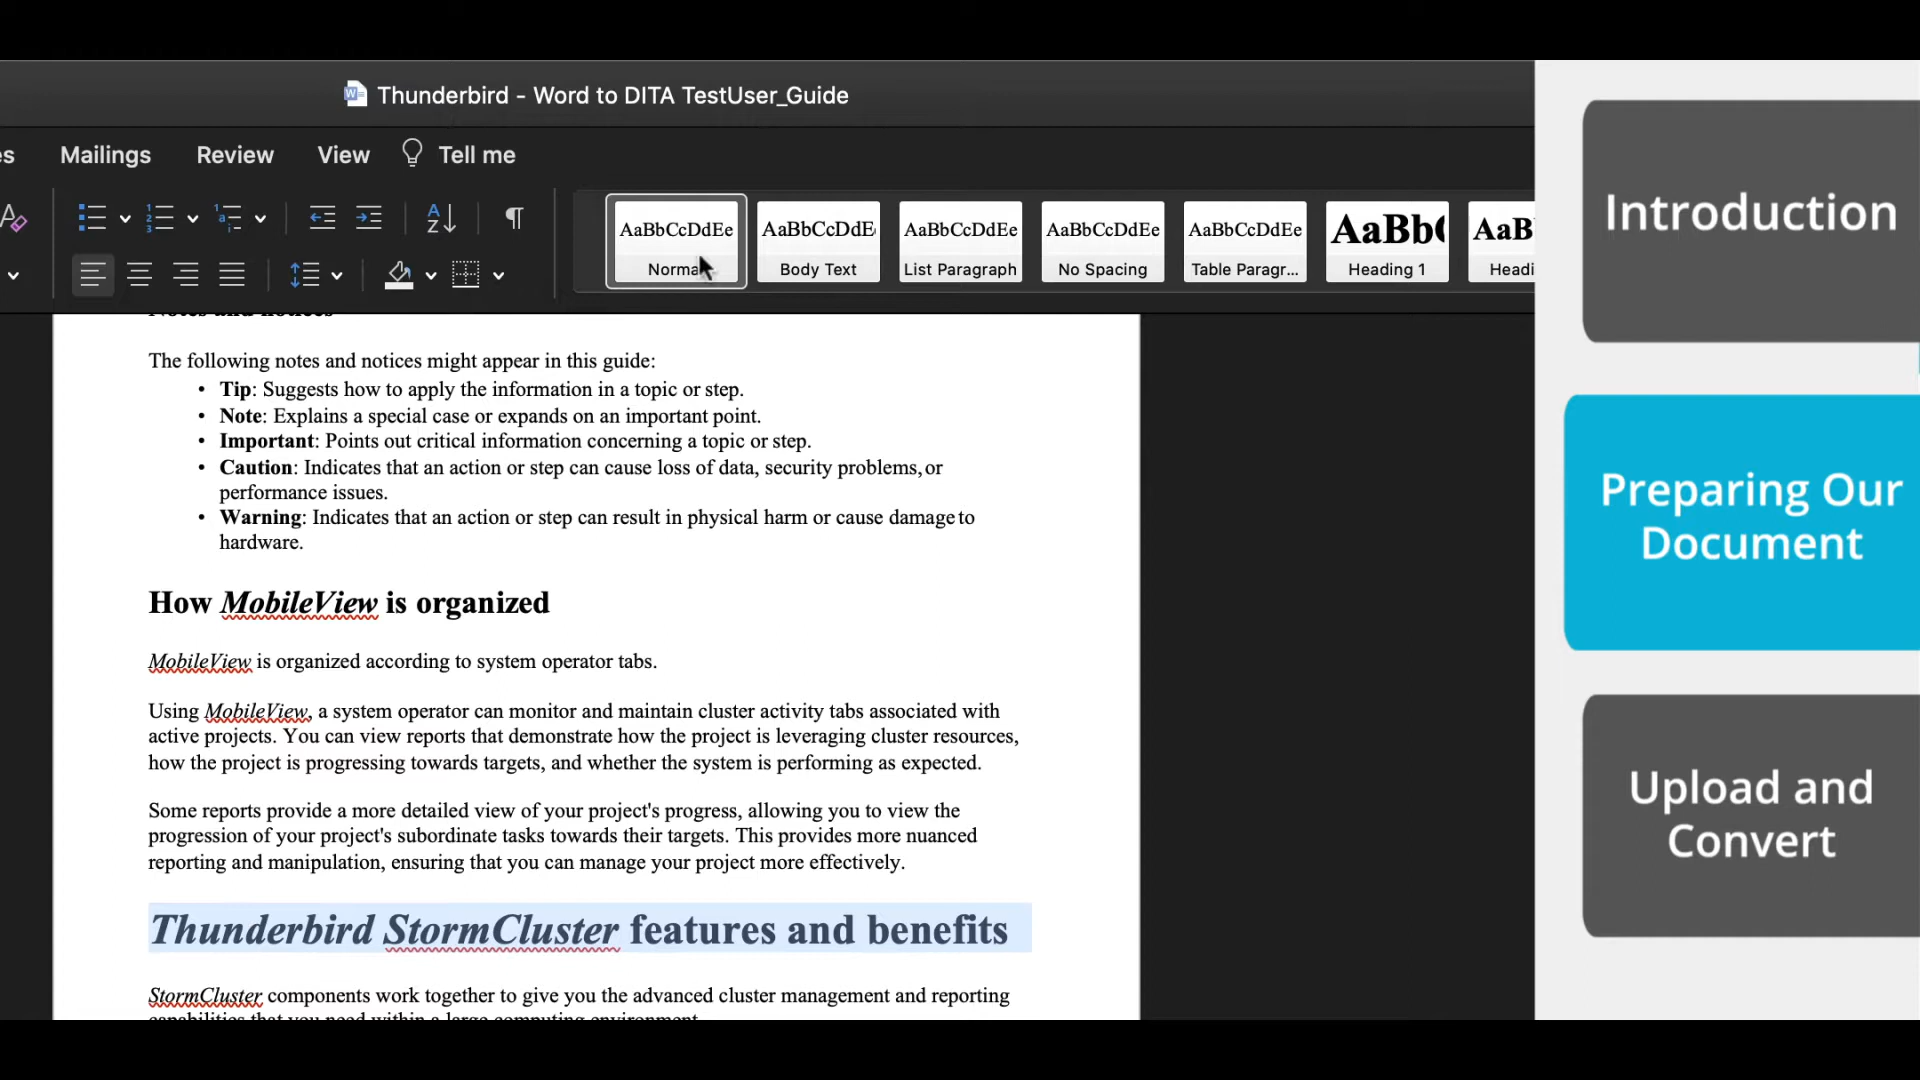 Thunderbird - Word to DITA TestUser_Guide
Mailings Review View Tell me
AaBbCcDdEe AaBbCcDdE AaBbCcDdEe AaBbCcDdEe AaBbCcDdEe AaBb AaB
Body Text List Paragraph No Spacing Table Paragr... Heading 1 Headi
Notes and notices
The following notes and notices might appear in this guide:
• Tip: Suggests how to apply the information in a topic or step.
• Note: Explains a special case or expands on an important point.
• Important: Points out critical information concerning a topic or step.
• Caution: Indicates that an action or step can cause loss of data, security problems, or
performance issues.
• Warning: Indicates that an action or step can result in physical harm or cause damage to
hardware.
How MobileView is organized
MobileView is organized according to system operator tabs.
Using MobileView, a system operator can monitor and maintain cluster activity tabs associated with
active projects. You can view reports that demonstrate how the project is leveraging cluster resources,
how the project is progressing towards targets, and whether the system is performing as expected.
Some reports provide a more detailed view of your project's progress, allowing you to view the
progression of your project's subordinate tasks towards their targets. This provides more nuanced
reporting and manipulation, ensuring that you can manage your project more effectively.
Thunderbird StormCluster features and benefits
StormCluster components work together to give you the advanced cluster management and reporting
capabilities that you need within a large computing environment.
Introduction
Preparing Our
Document
Upload and
Convert